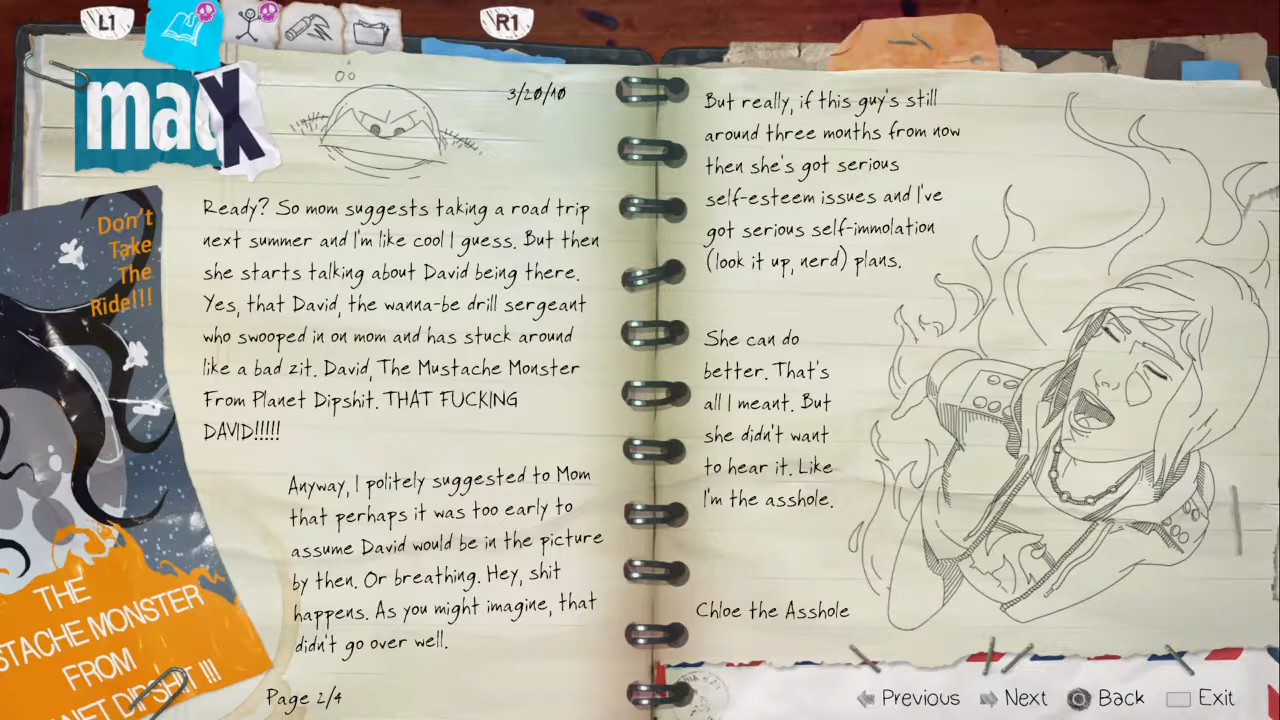 L1
R1
max
3/20/10
Don't
Take
The
Ride!!!
Ready? So mom suggests taking a road trip
next summer and I'm like cool I guess. But then
she starts talking about David being there.
Yes, that David, the wanna-be drill sergeant
who swooped in on mom and has stuck around
like a bad zit. David, The Mustache Monster
From Planet Dipshit. THAT FUCKING
DAVID!!!!!
Anyway, I politely suggested to Mom
that perhaps it was too early to
assume David would be in the picture
by then. Or breathing. Hey, shit
happens. As you might imagine, that
didn't go over well.
THE
STACHE MONSTER
FROM
ANET DIPSHIT !!!
Page 2/4
But really, if this guy's still
around three months from now
then she's got serious
self-esteem issues and I've
got serious self-immolation
(look it up, nerd) plans.
She can do
better. That's
all I meant. But
she didn't want
to hear it. Like
I'm the asshole.
Chloe the Asshole
Previous Next Back Exit